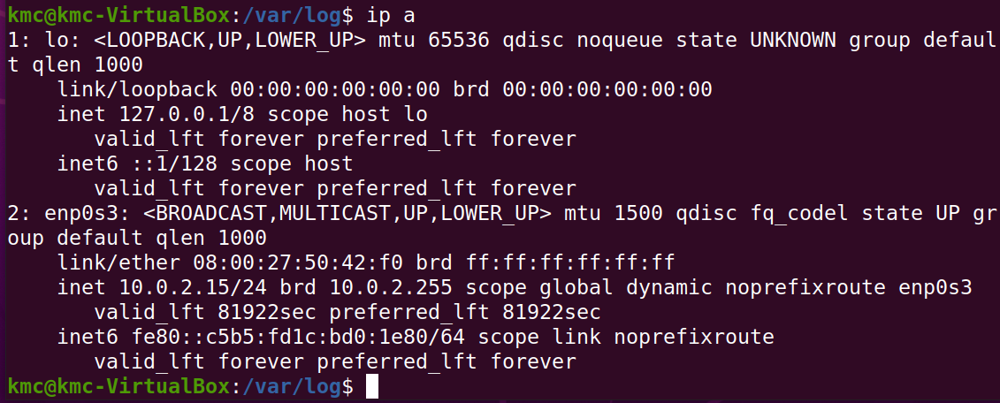 kmc@kmc-VirtualBox:/var/log$ ip a
1: lo: <LOOPBACK,UP,LOWER_UP> mtu 65536 qdisc noqueue state UNKNOWN group defaul
t qlen 1000
    link/loopback 00:00:00:00:00:00 brd 00:00:00:00:00:00
    inet 127.0.0.1/8 scope host lo
       valid_lft forever preferred_lft forever
    inet6 ::1/128 scope host
       valid_lft forever preferred_lft forever
2: enp0s3: <BROADCAST,MULTICAST,UP,LOWER_UP> mtu 1500 qdisc fq_codel state UP gr
oup default qlen 1000
    link/ether 08:00:27:50:42:f0 brd ff:ff:ff:ff:ff:ff
    inet 10.0.2.15/24 brd 10.0.2.255 scope global dynamic noprefixroute enp0s3
       valid_lft 81922sec preferred_lft 81922sec
    inet6 fe80::c5b5:fd1c:bd0:1e80/64 scope link noprefixroute
       valid_lft forever preferred_lft forever
kmc@kmc-VirtualBox:/var/log$